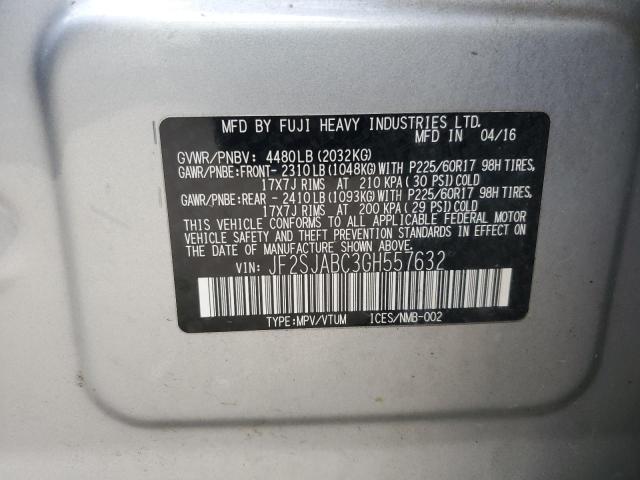 MFD BY FUJI HEAVY INDUSTRIES LTD.
MFD IN 04/16
GVWR/PNBV: 4480LB(2032KG)
GAWR/PNBE:FRONT- 2310LB(1048KG)WITH P225/60R17 98H TIRES,
17X7J RIMS AT 210 KPA( 30 PSI)COLD
GAWR/PNBE:REAR - 2410LB(1093KG)WITH P225/60R17 98H TIRES,
17X7J RIMS AT 200 KPA( 29 PSI)COLD
THIS VEHICLE CONFORMS TO ALL APPLICABLE FEDERAL MOTOR
VEHICLE SAFETY AND THEFT PREVENTION STANDARDS IN EFFECT
ON THE DATE OF MANUFACTURE SHOWN ABOVE.
VIN: JF2SJABC3GH557632
TYPE:MPV/VTUM ICES/NMB-002